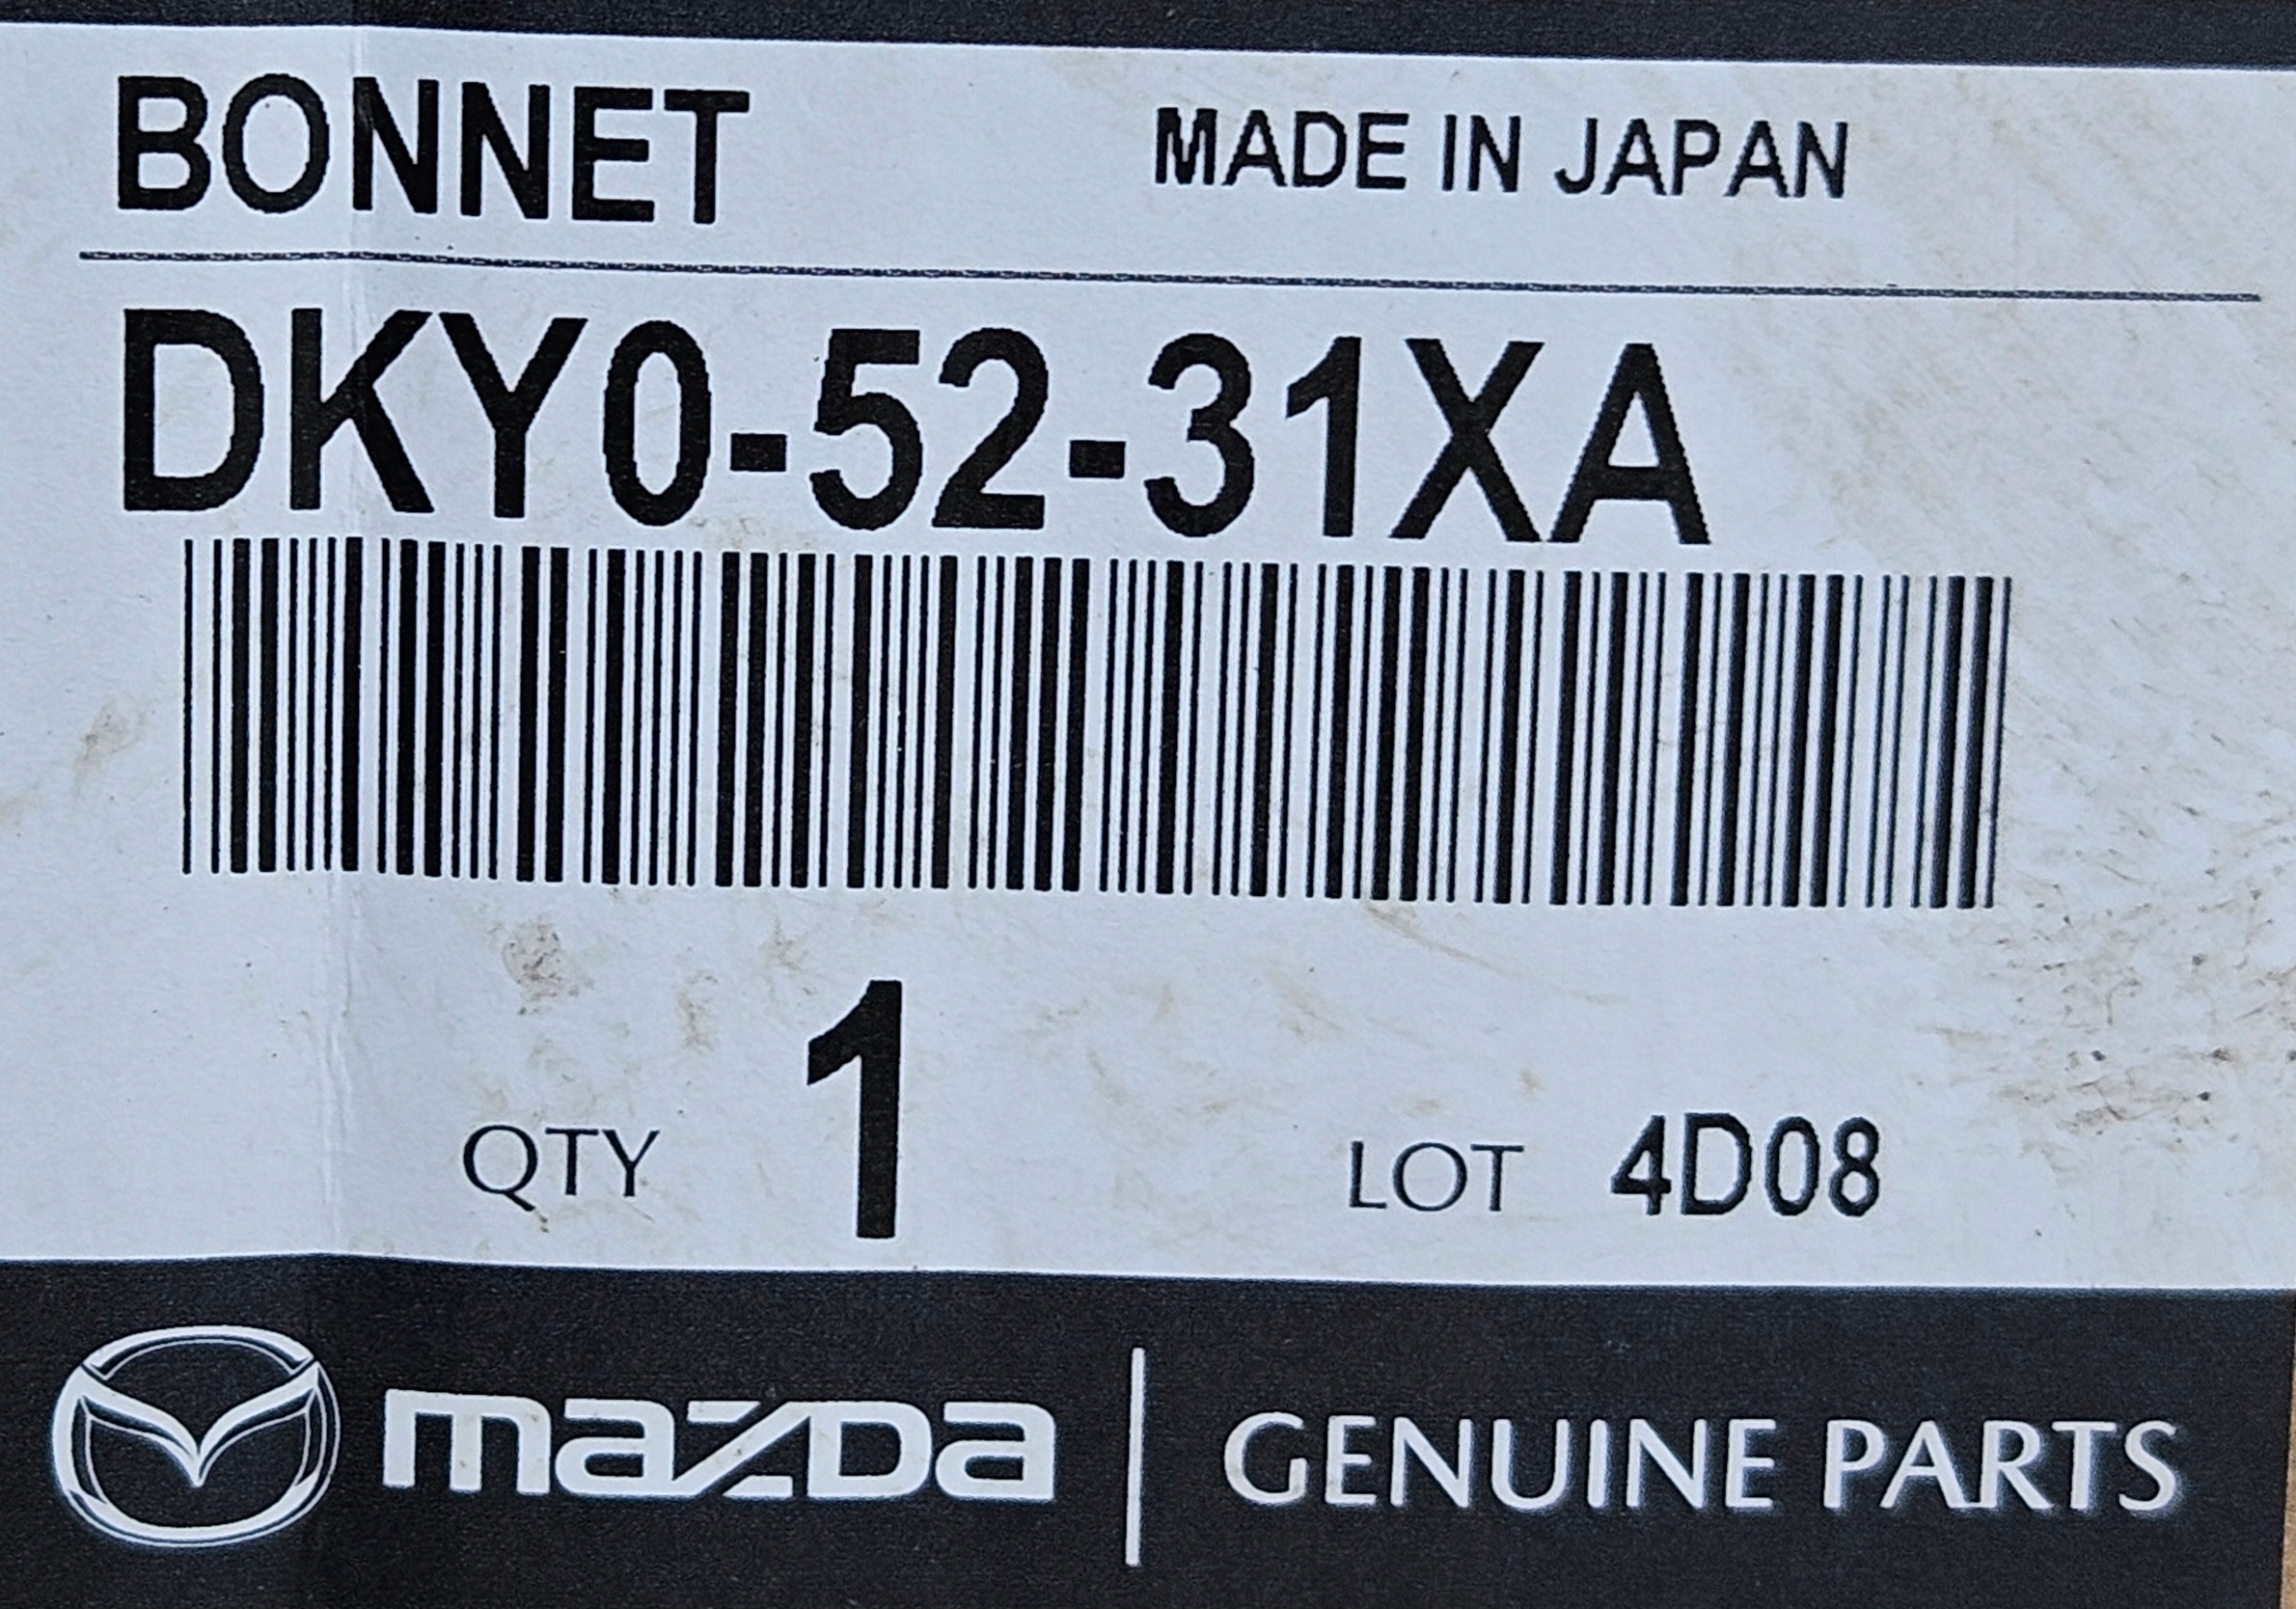 BONNET MADE IN JAPAN
DKY0-52-31XA
QTY 1 LOT 4D08
mazda GENUINE PARTS